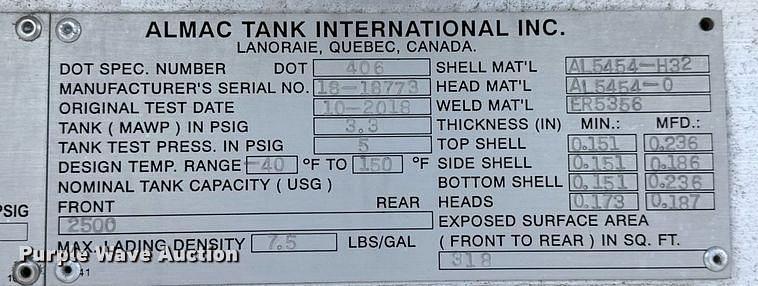 ALMAC TANK INTERNATIONAL INC.
LANORAIE, QUEBEC, CANADA.
DOT SPEC. NUMBER DOT 406
MANUFACTURER'S SERIAL NO. 18-18773
ORIGINAL TEST DATE 10-2018
TANK ( MAWP ) IN PSIG 3.3
TANK TEST PRESS. IN PSIG 5
DESIGN TEMP. RANGE -40 °F TO 150 °F
NOMINAL TANK CAPACITY ( USG )
FRONT REAR
2500
MAX. LADING DENSITY 7.5 LBS/GAL
SHELL MAT'L AL5454-H32
HEAD MAT'L AL5454-0
WELD MAT'L ER5356
THICKNESS (IN) MIN.: MFD.:
TOP SHELL 0.151 0.236
SIDE SHELL 0.151 0.186
BOTTOM SHELL 0.151 0.236
HEADS 0.173 0.187
EXPOSED SURFACE AREA
( FRONT TO REAR ) IN SQ. FT.
318
PSIG
41
Purple Wave Auction